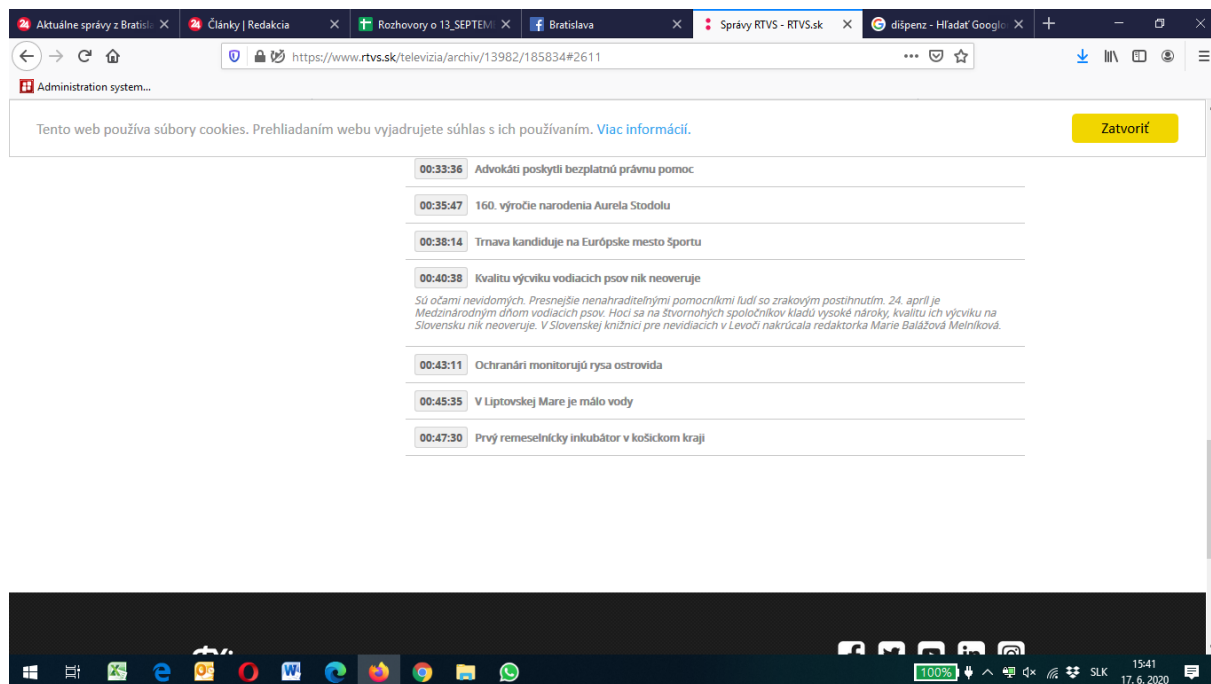 Aktuálne správy z Bratisla
Články | Redakcia
Rozhovory o 13_SEPTEM
Bratislava
Správy RTVS - RTVS.sk
dišpenz - Hľadať Googlo
https://www.rtvs.sk/televizia/archiv/13982/185834#2611
Administration system...
Tento web používa súbory cookies. Prehliadaním webu vyjadrujete súhlas s ich používaním. Viac informácií.
Zatvoriť
00:33:36 Advokáti poskytli bezplatnú právnu pomoc
00:35:47 160. výročie narodenia Aurela Stodolu
00:38:14 Trnava kandiduje na Európske mesto športu
00:40:38 Kvalitu výcviku vodiacich psov nik neoveruje
Sú očami nevidomých. Presnejšie nenahraditeľnými pomocníkmi ľudí so zrakovým postihnutím. 24. apríl je
Medzinárodným dňom vodiacich psov. Hoci sa na štvornohých spoločníkov kladú vysoké nároky, kvalitu ich výcviku na
Slovensku nik neoveruje. V Slovenskej knižnici pre nevidiacich v Levoči nakrúcala redaktorka Marie Balážová Melníková.
00:43:11 Ochranári monitorujú rysa ostrovida
00:45:35 V Liptovskej Mare je málo vody
00:47:30 Prvý remeselnícky inkubátor v košickom kraji
100%
SLK
15:41
17. 6. 2020